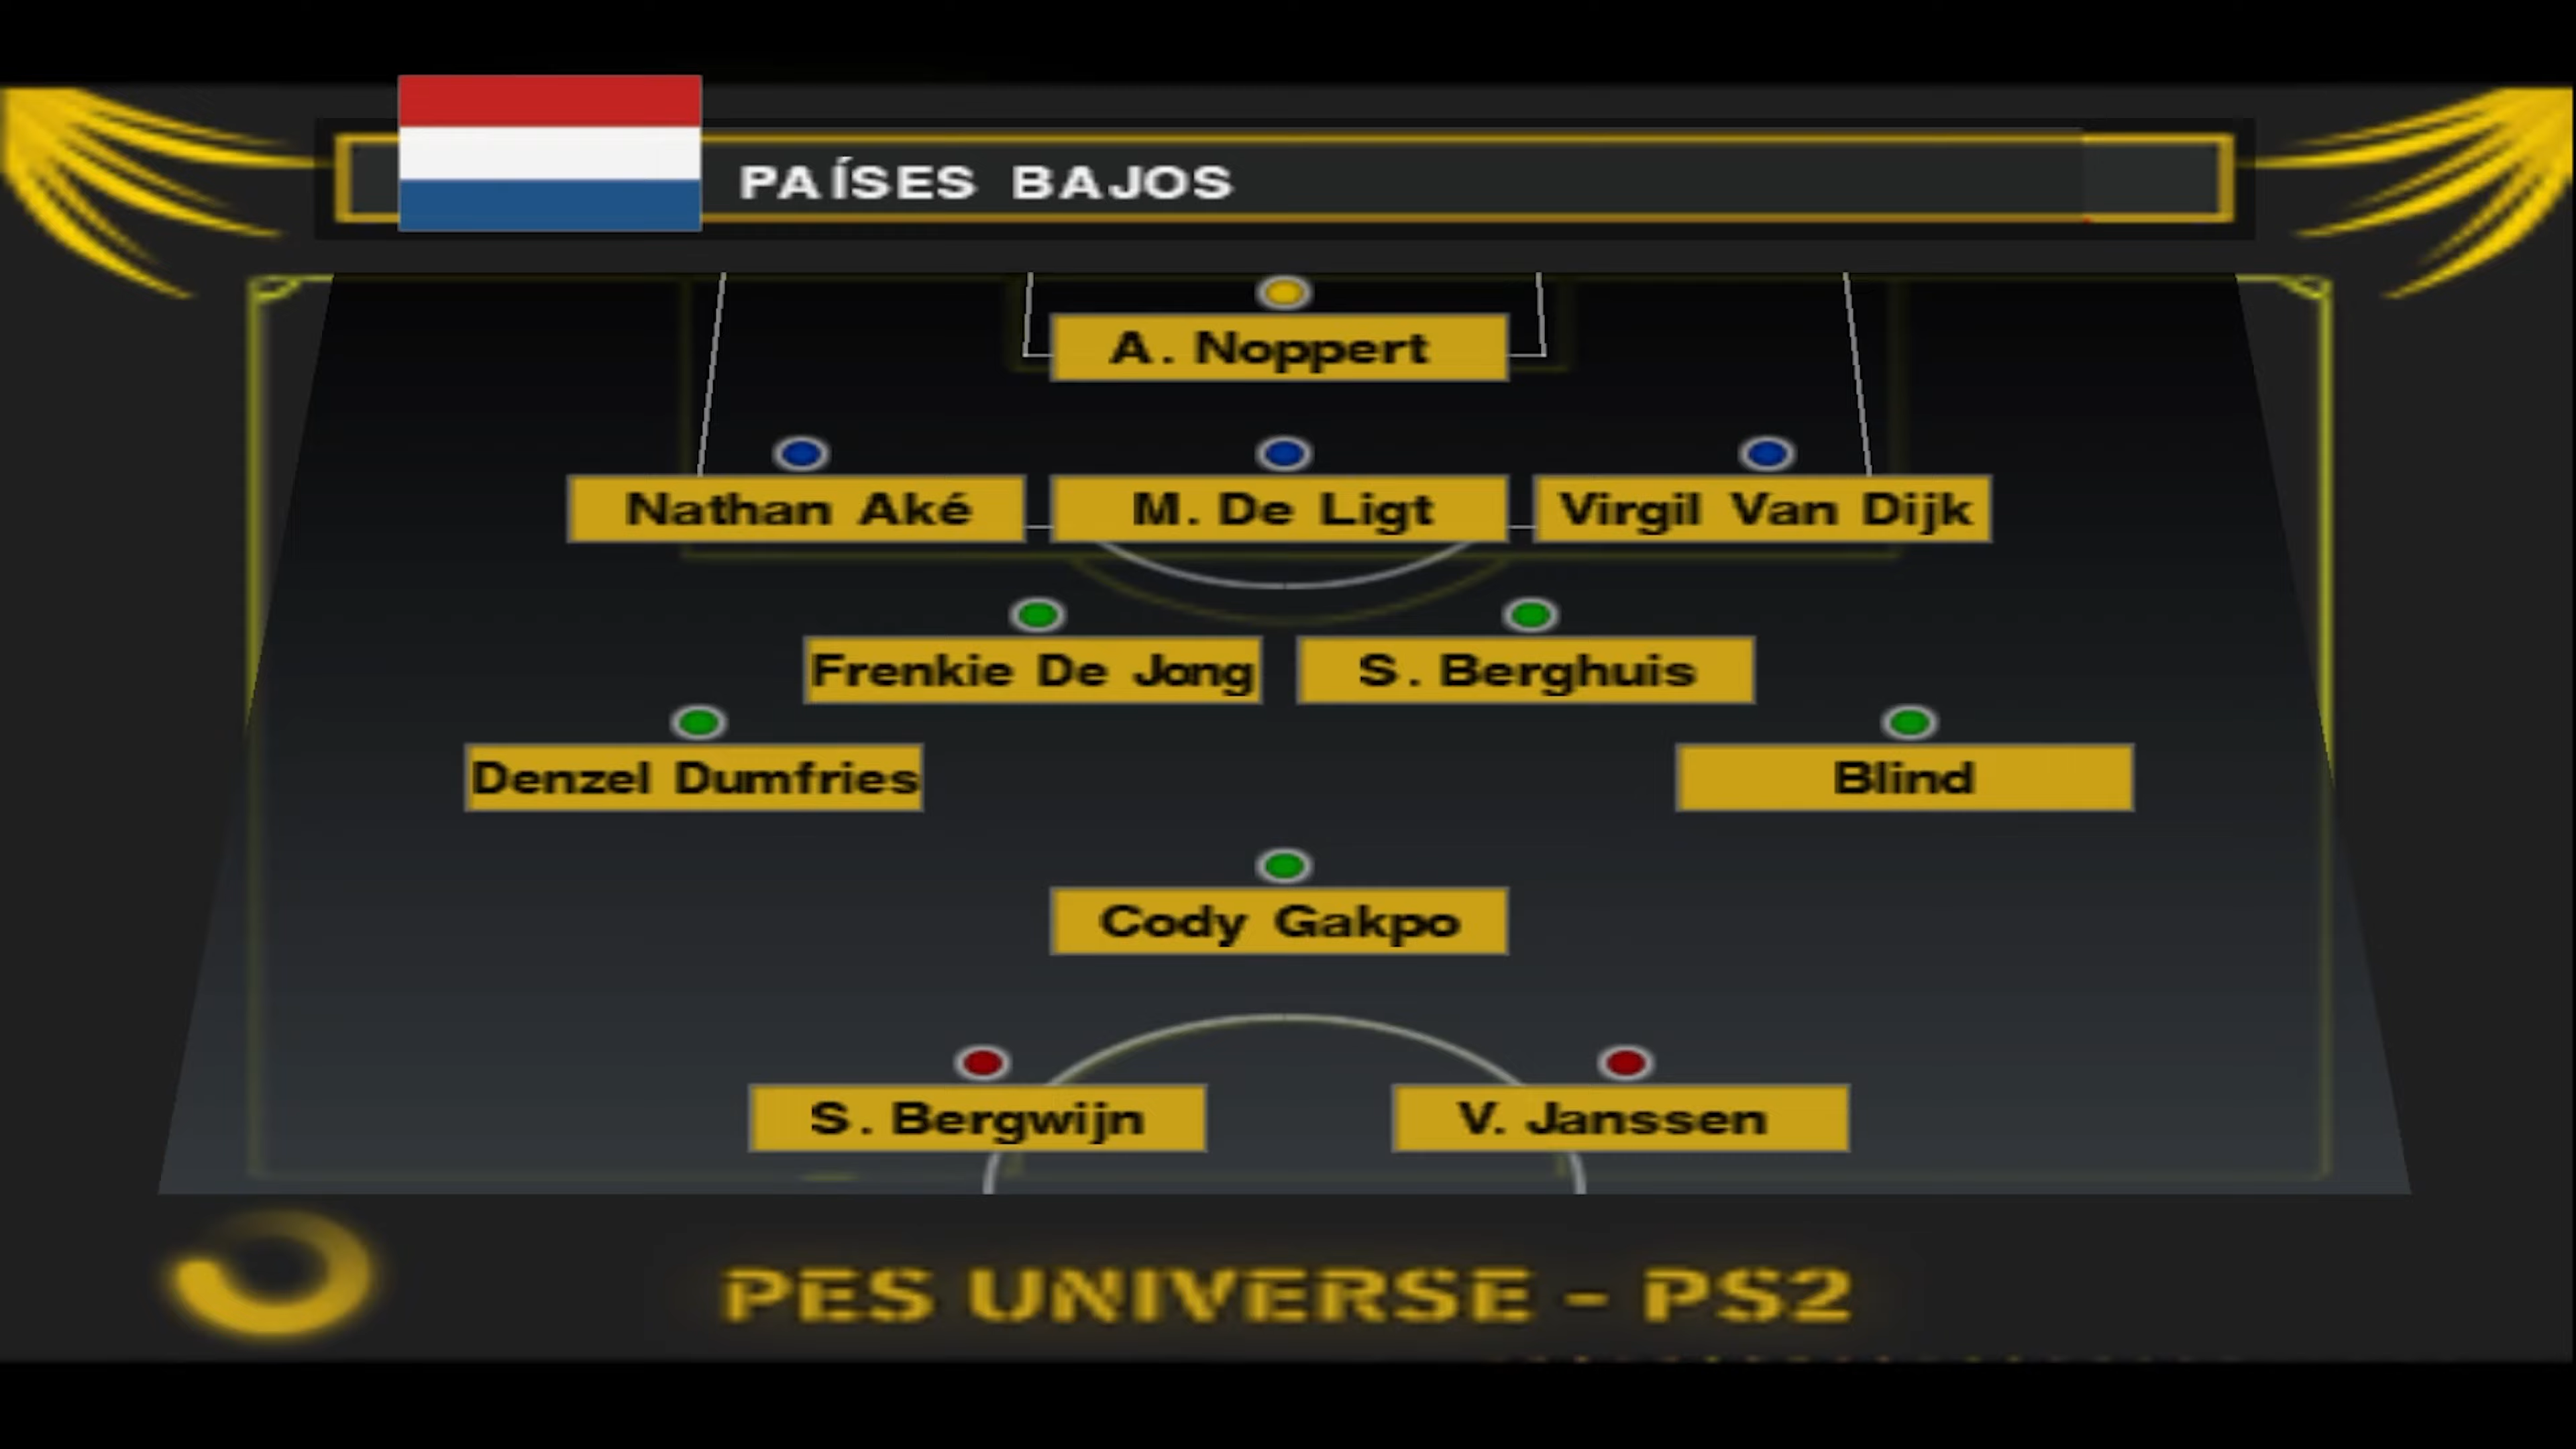 PAÍSES BAJOS
A. Noppert
Nathan Aké
M. De Ligt
Virgil Van Dijk
Frenkie De Jong
S. Berghuis
Denzel Dumfries
Blind
Cody Gakpo
S. Bergwijn
V. Janssen
PES UNIVERSE - PS2